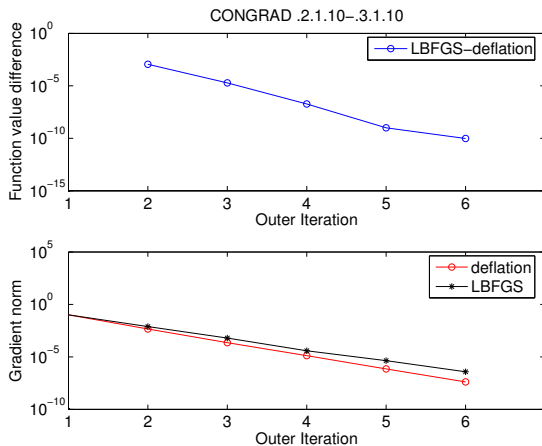 CONGRAD .2.1.10−.3.1.10
10^0
10^−5
10^−10
10^−15
Function value difference
LBFGS−deflation
1 2 3 4 5 6
Outer Iteration
10^5
10^0
10^−5
10^−10
Gradient norm
deflation
LBFGS
1 2 3 4 5 6
Outer Iteration